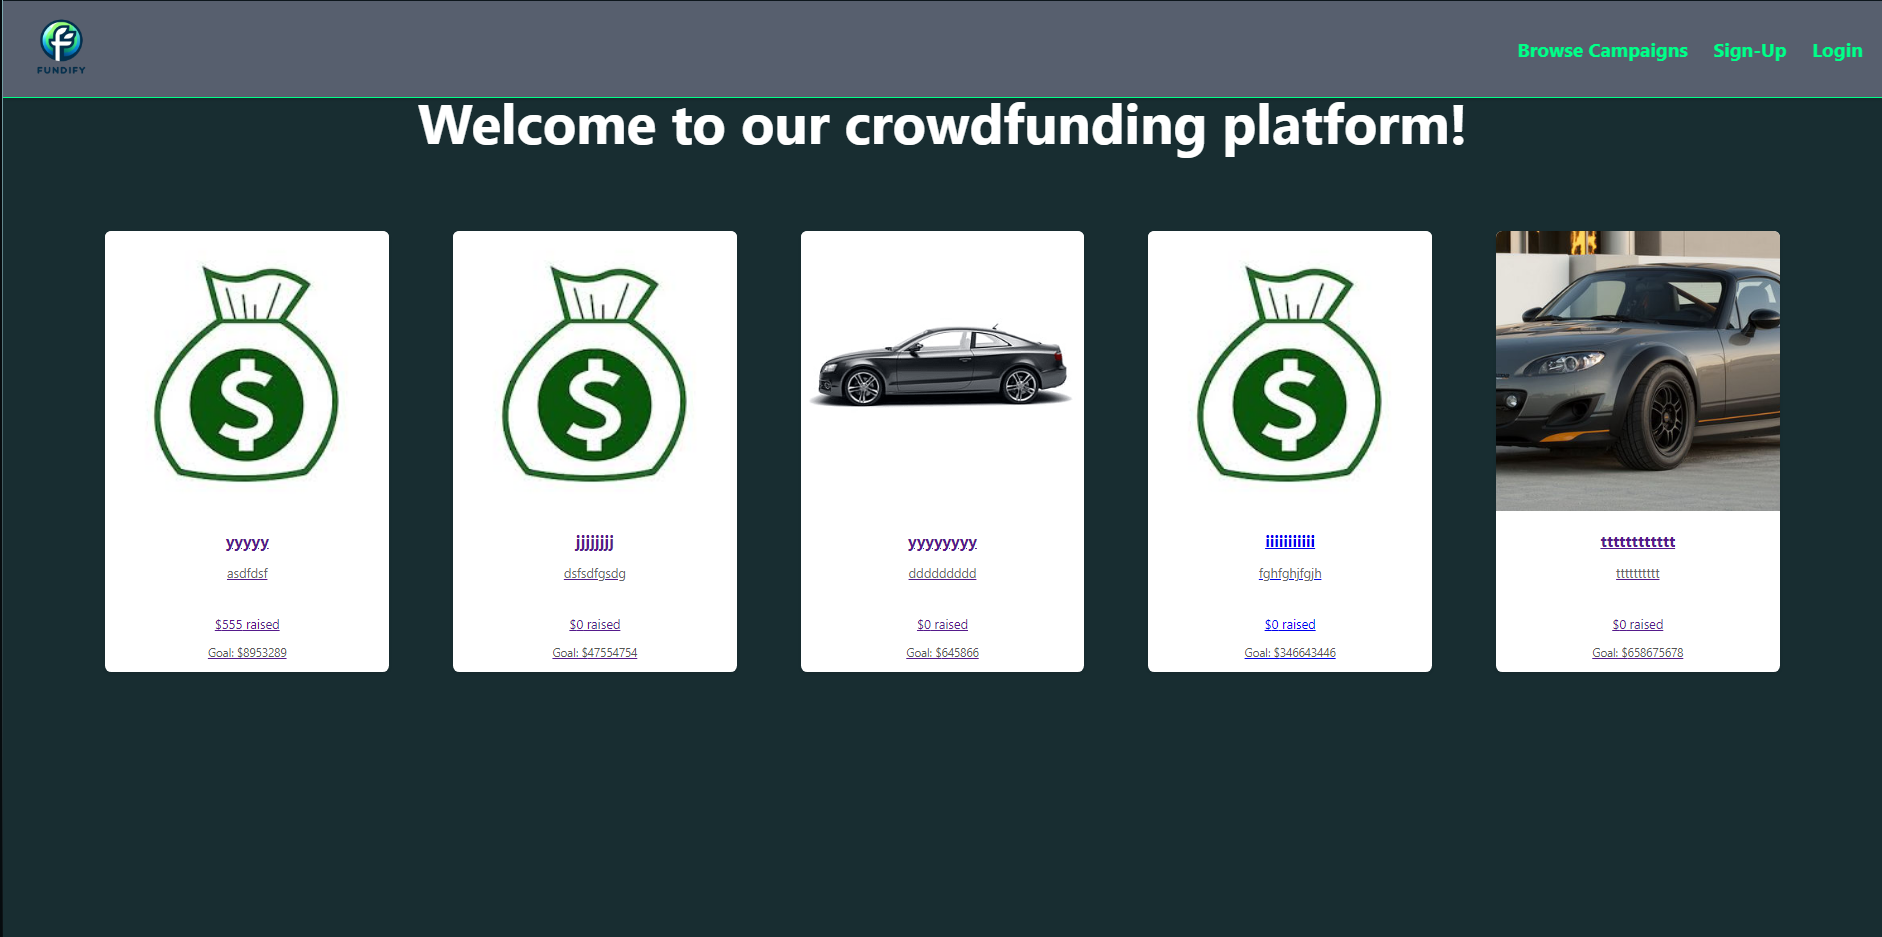 FUNDIFY
Browse Campaigns Sign-Up Login
Welcome to our crowdfunding platform!
$
yyyyy
asdfdsf
$555 raised
Goal: $8953289
$
jjjjjjjjj
dsfsdfgsdg
$0 raised
Goal: $47554754
yyyyyyyy
ddddddddd
$0 raised
Goal: $645866
$
iiiiiiiiiii
fghfghjfgjh
$0 raised
Goal: $346643446
tttttttttttt
tttttttttt
$0 raised
Goal: $658675678